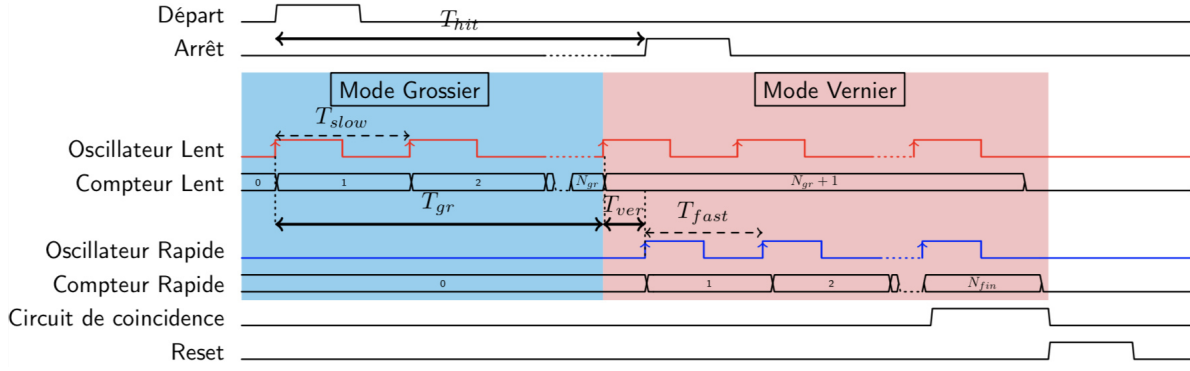 Départ
T_hit
Arrêt
Mode Grossier
Mode Vernier
T_slow
Oscillateur Lent
Compteur Lent
0
1
2
N_gr
N_gr + 1
T_gr
T_ver
T_fast
Oscillateur Rapide
Compteur Rapide
0
1
2
N_fin
Circuit de coincidence
Reset